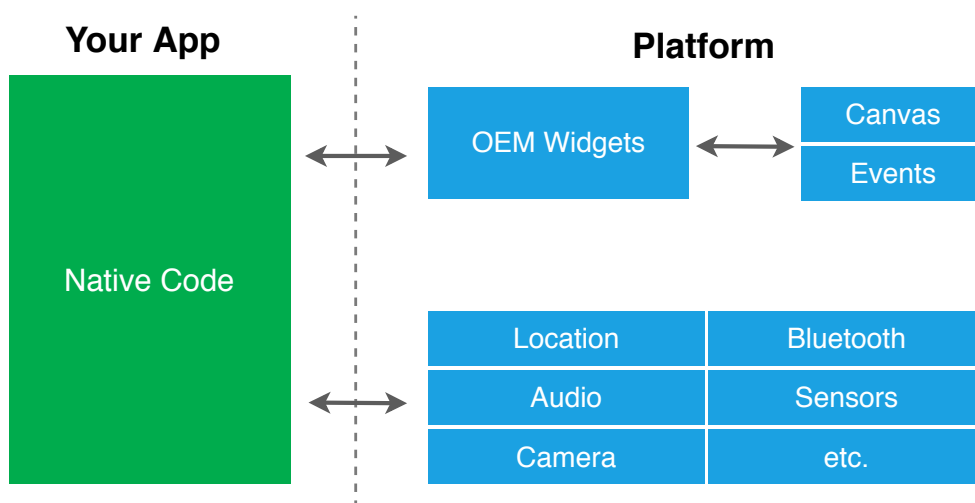 Your App
Platform
Native Code
OEM Widgets
Canvas
Events
Location
Bluetooth
Audio
Sensors
Camera
etc.